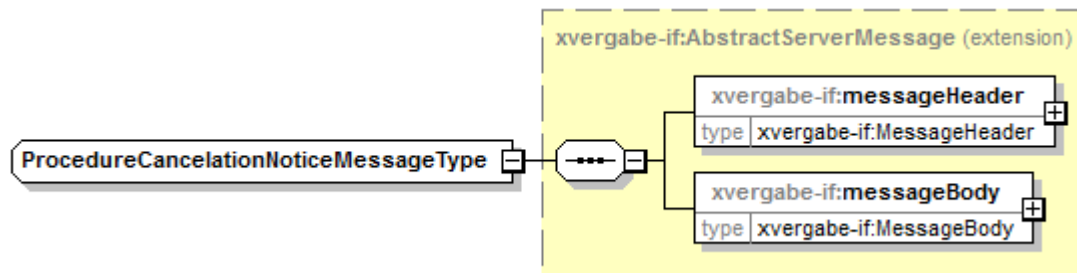 xvergabe-if:AbstractServerMessage (extension)
xvergabe-if:messageHeader
type xvergabe-if:MessageHeader
ProcedureCancelationNoticeMessageType
xvergabe-if:messageBody
type xvergabe-if:MessageBody